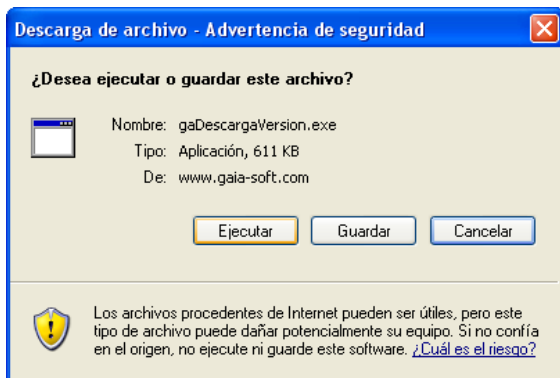 Descarga de archivo - Advertencia de seguridad
¿Desea ejecutar o guardar este archivo?
Nombre: gaDescargaVersion.exe
Tipo: Aplicación, 611 KB
De: www.gaia-soft.com
Ejecutar Guardar Cancelar
Los archivos procedentes de Internet pueden ser útiles, pero este
tipo de archivo puede dañar potencialmente su equipo. Si no confía
en el origen, no ejecute ni guarde este software. ¿Cuál es el riesgo?